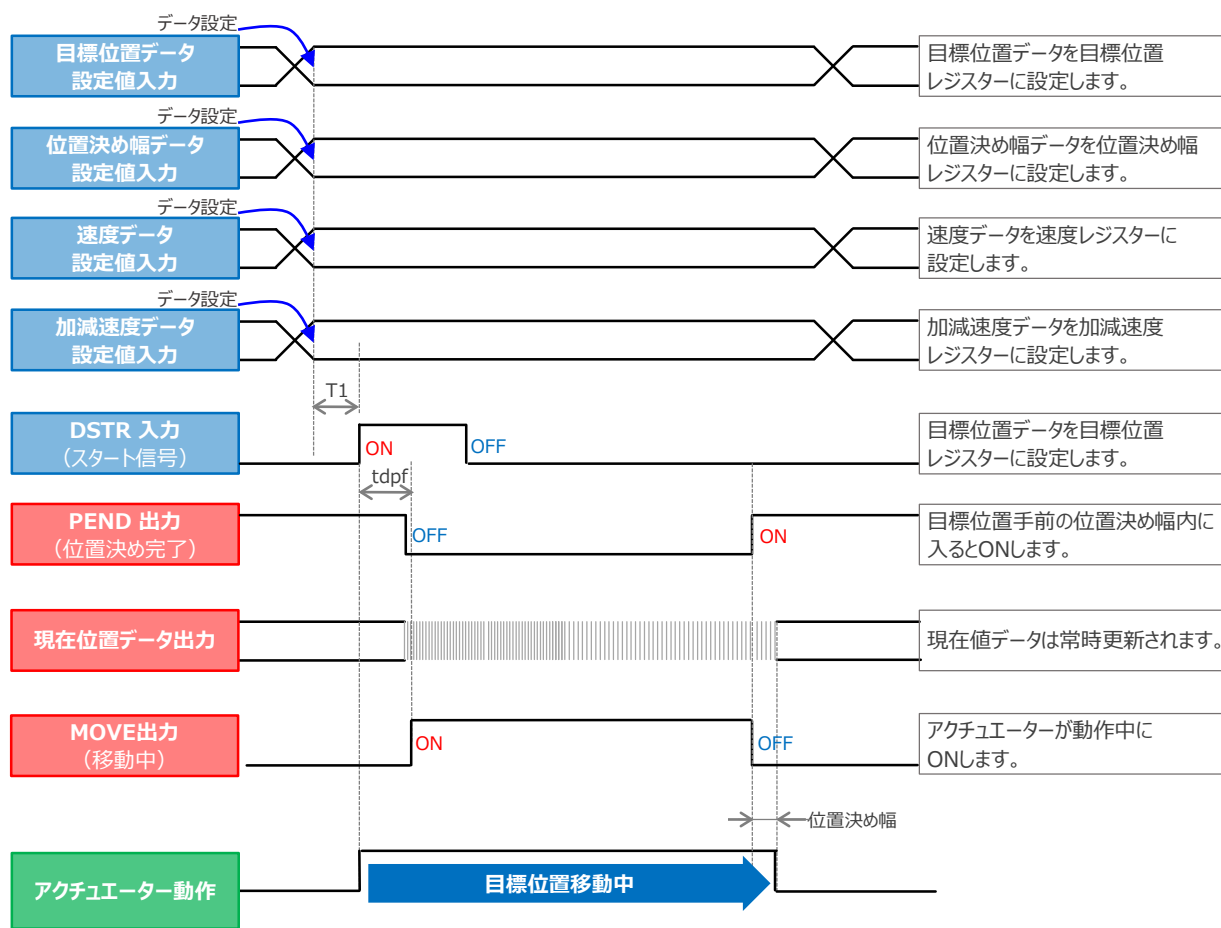 データ設定
目標位置データ
設定値入力
目標位置データを目標位置
レジスターに設定します。
データ設定
位置決め幅データ
設定値入力
位置決め幅データを位置決め幅
レジスターに設定します。
データ設定
速度データ
設定値入力
速度データを速度レジスターに
設定します。
データ設定
加減速度データ
設定値入力
加減速度データを加減速度
レジスターに設定します。
T1
DSTR 入力
(スタート信号)
ON
OFF
目標位置データを目標位置
レジスターに設定します。
tdpf
PEND 出力
(位置決め完了)
OFF
ON
目標位置手前の位置決め幅内に
入るとONします。
現在位置データ出力
現在値データは常時更新されます。
MOVE出力
(移動中)
ON
OFF
アクチュエーターが動作中に
ONします。
位置決め幅
アクチュエーター動作
目標位置移動中